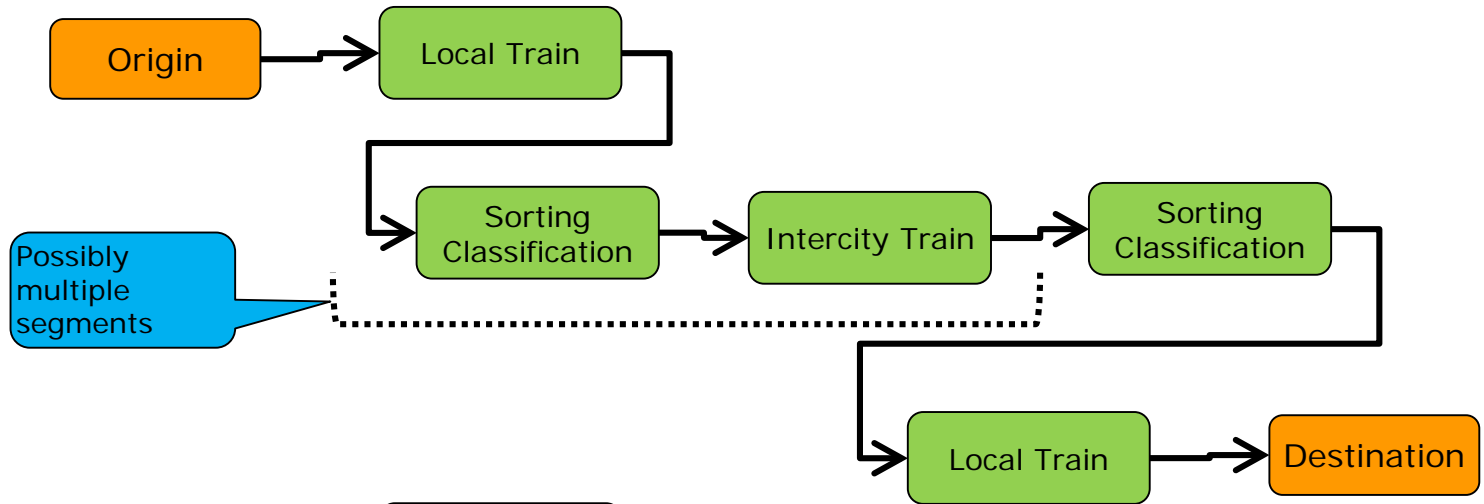 Origin
Local Train
Sorting
Classification
Intercity Train
Sorting
Classification
Possibly
multiple
segments
Local Train
Destination